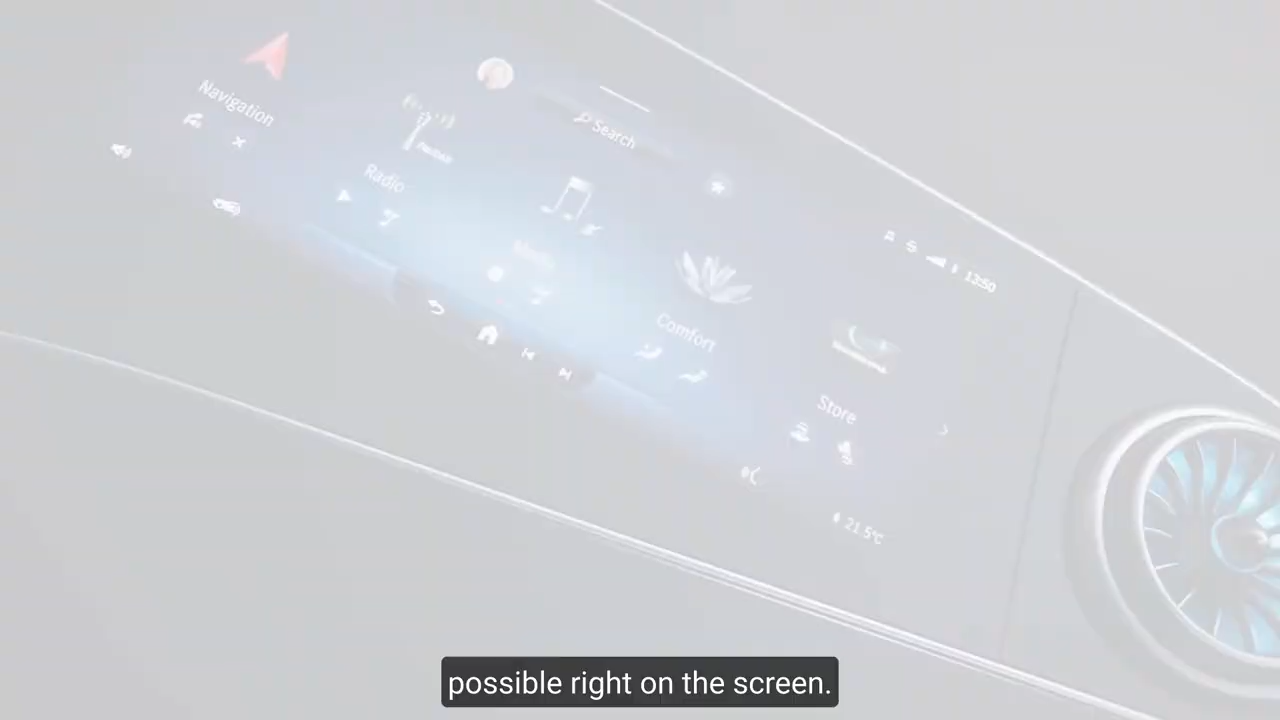 Navigation
Search
Radio
13:50
Comfort
Store
21.5°C
possible right on the screen.